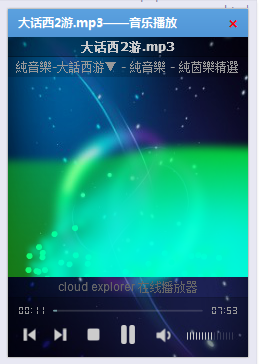 大话西2游.mp3——音乐播放
大话西2游.mp3
純音樂-大話西游▼ - 純音樂 - 純茵樂精選
cloud explorer 在线播放器
00:11
07:53